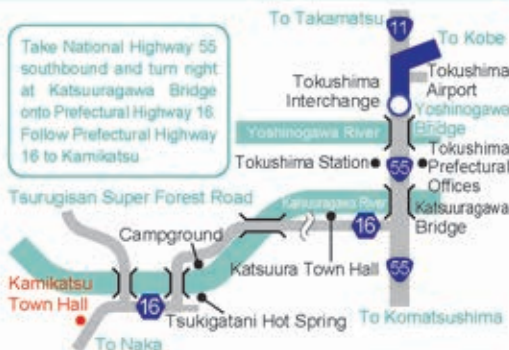 Take National Highway 55
southbound and turn right
at Katsuuragawa Bridge
onto Prefectural Highway 16.
Follow Prefectural Highway
16 to Kamikatsu
To Takamatsu
11
To Kobe
Tokushima
Interchange
Tokushima
Airport
Yoshinogawa
Bridge
Yoshinogawa River
Tokushima Station
55
Tokushima
Prefectural
Offices
Tsurugisan Super Forest Road
Katsuuragawa River
Katsuuragawa
Bridge
16
Campground
Katsuura Town Hall
55
Kamikatsu
Town Hall
16
Tsukigatani Hot Spring
To Komatsushima
To Naka